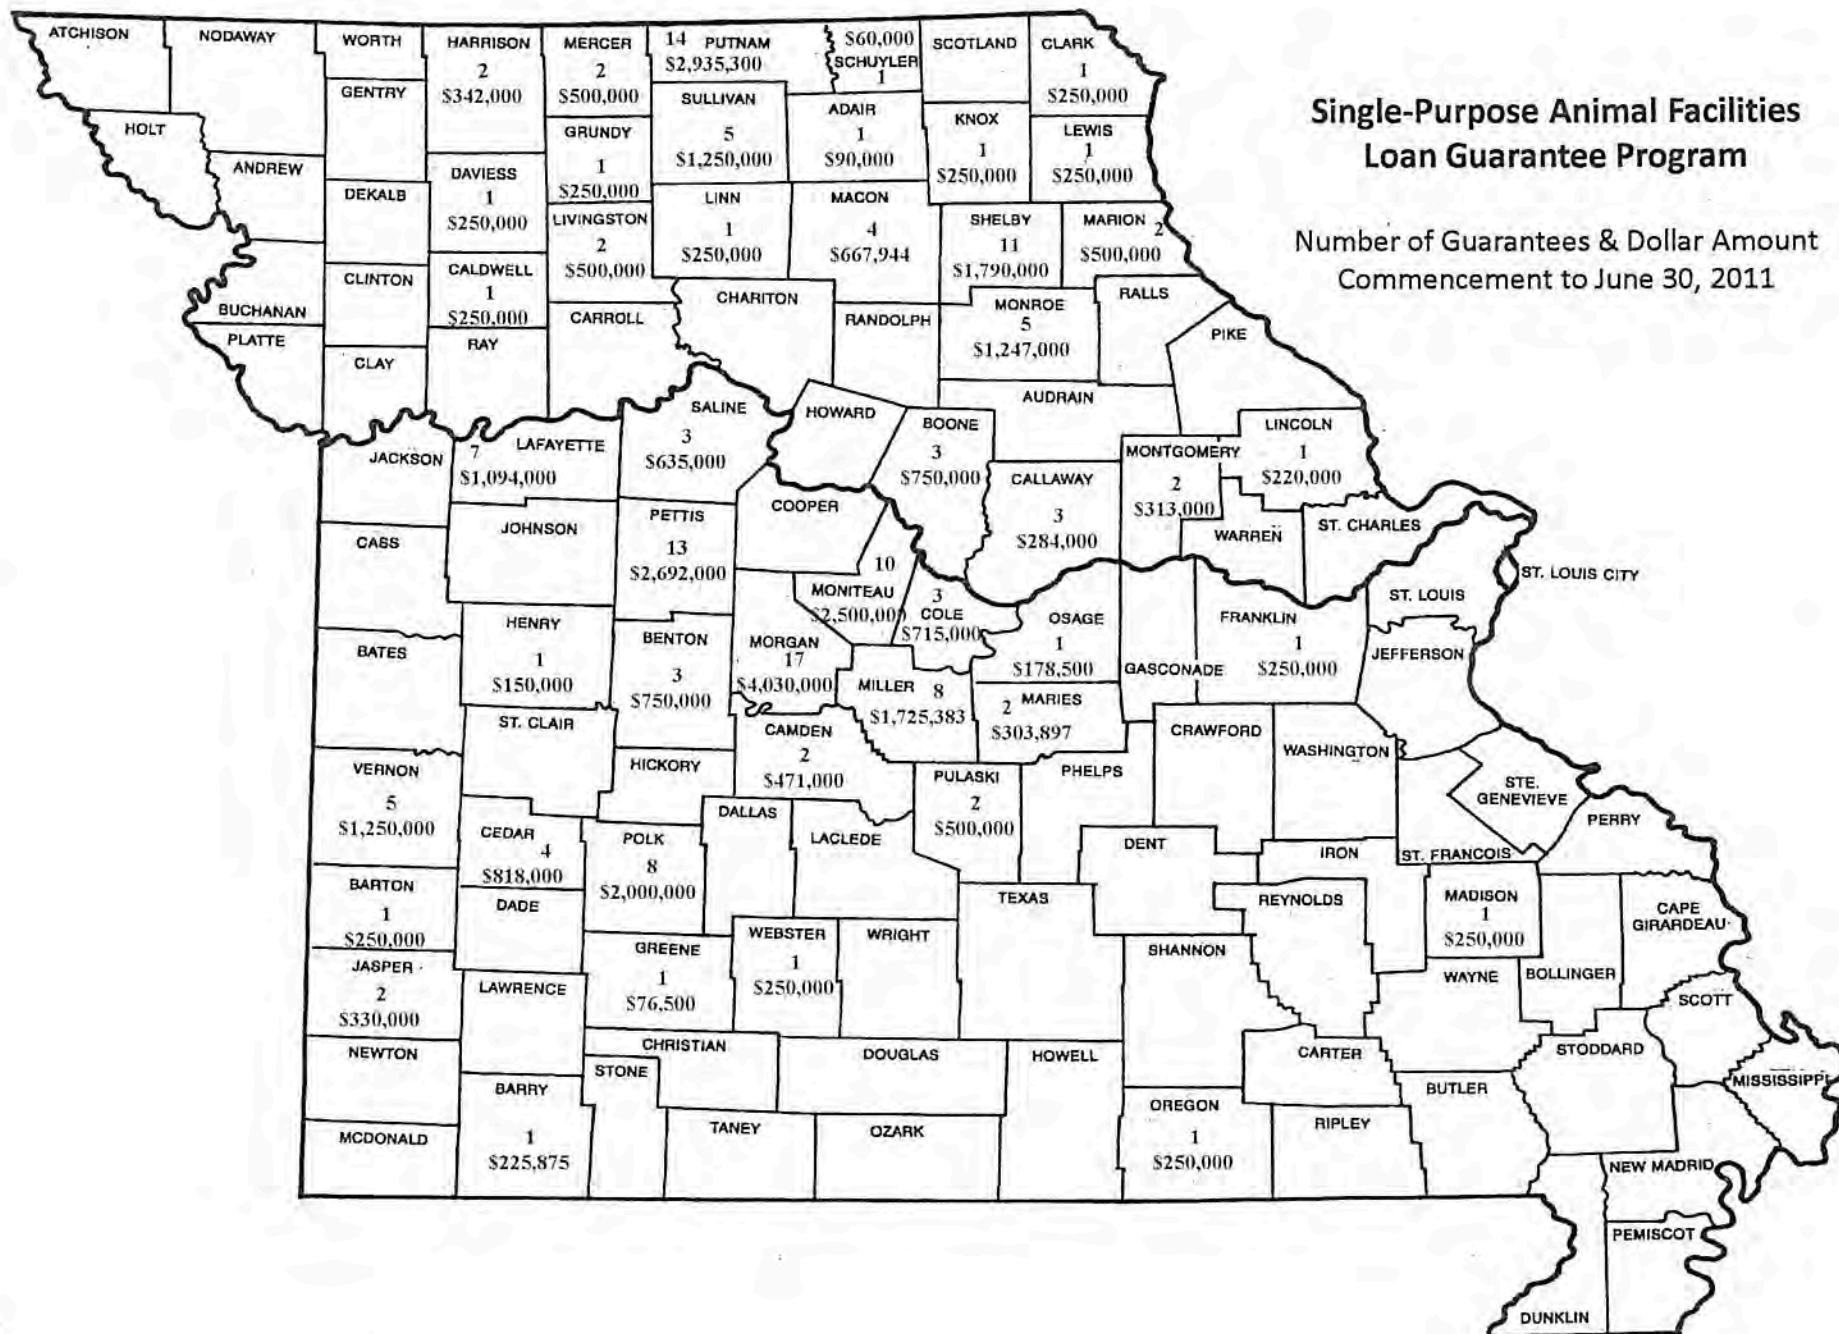 Single-Purpose Animal Facilities
Loan Guarantee Program
Number of Guarantees & Dollar Amount
Commencement to June 30, 2011
ATCHISON
NODAWAY
WORTH
HARRISON
2
$342,000
MERCER
2
$500,000
14 PUTNAM
$2,935,300
$60,000
SCHUYLER
1
SCOTLAND
CLARK
1
$250,000
GENTRY
HOLT
ANDREW
DEKALB
DAVIESS
1
$250,000
GRUNDY
1
$250,000
SULLIVAN
5
$1,250,000
ADAIR
1
$90,000
KNOX
1
$250,000
LEWIS
1
$250,000
LIVINGSTON
2
$500,000
LINN
1
$250,000
MACON
4
$667,944
SHELBY
11
$1,790,000
MARION 2
$500,000
BUCHANAN
CLINTON
CALDWELL
1
$250,000
CARROLL
CHARITON
RANDOLPH
MONROE
5
$1,247,000
RALLS
PIKE
PLATTE
CLAY
RAY
AUDRAIN
JACKSON
7 LAFAYETTE
$1,094,000
SALINE
3
$635,000
HOWARD
BOONE
3
$750,000
CALLAWAY
3
$284,000
MONTGOMERY
2
$313,000
LINCOLN
1
$220,000
WARREN
ST. CHARLES
ST. LOUIS CITY
ST. LOUIS
CASS
JOHNSON
PETTIS
13
$2,692,000
COOPER
10
MONITEAU
$2,500,000
3
COLE
$715,000
OSAGE
1
$178,500
GASCONADE
FRANKLIN
1
$250,000
JEFFERSON
BATES
HENRY
1
$150,000
BENTON
3
$750,000
MORGAN
17
$4,030,000
MILLER 8
$1,725,383
2 MARIES
$303,897
CRAWFORD
WASHINGTON
STE.
GENEVIEVE
PERRY
ST. CLAIR
HICKORY
CAMDEN
2
$471,000
PULASKI
2
$500,000
PHELPS
VERNON
5
$1,250,000
CEDAR
4
$818,000
POLK
8
$2,000,000
DALLAS
LACLEDE
DENT
IRON
ST. FRANCOIS
BARTON
1
$250,000
DADE
TEXAS
REYNOLDS
MADISON
1
$250,000
CAPE
GIRARDEAU
JASPER
2
$330,000
LAWRENCE
GREENE
1
$76,500
WEBSTER
1
$250,000
WRIGHT
SHANNON
WAYNE
BOLLINGER
SCOTT
NEWTON
CHRISTIAN
STONE
DOUGLAS
HOWELL
CARTER
STODDARD
MISSISSIPPI
BARRY
1
$225,875
MCDONALD
TANEY
OZARK
OREGON
1
$250,000
RIPLEY
BUTLER
NEW MADRID
PEMISCOT
DUNKLIN